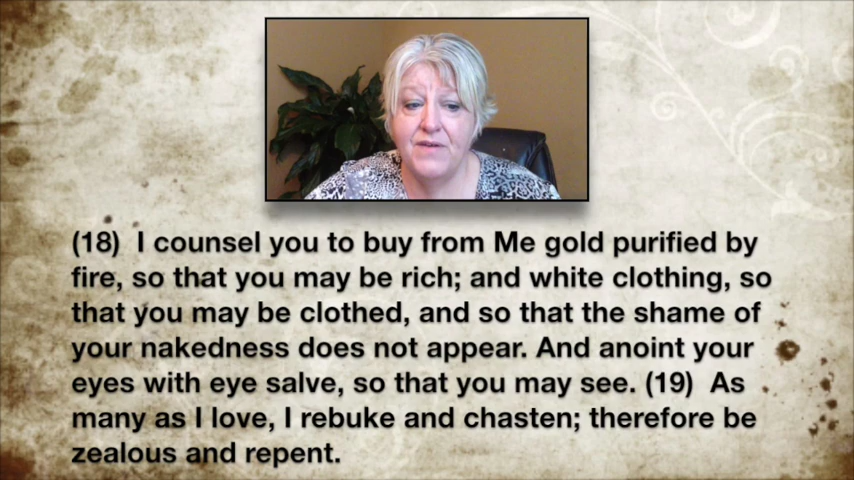 (18)  I counsel you to buy from Me gold purified by
fire, so that you may be rich; and white clothing, so
that you may be clothed, and so that the shame of
your nakedness does not appear. And anoint your
eyes with eye salve, so that you may see. (19)  As
many as I love, I rebuke and chasten; therefore be
zealous and repent.